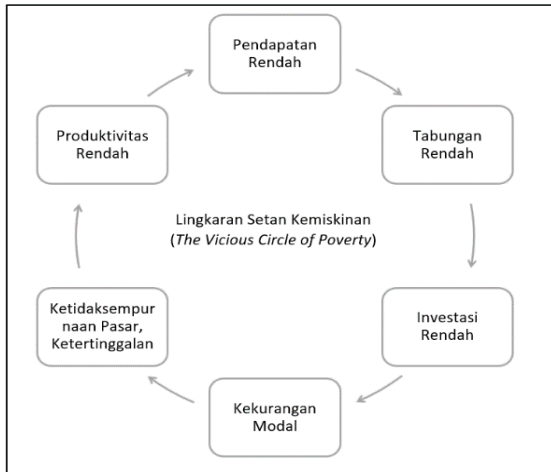 Pendapatan
Rendah
Produktivitas
Rendah
Tabungan
Rendah
Lingkaran Setan Kemiskinan
(The Vicious Circle of Poverty)
Ketidaksempur
naan Pasar,
Ketertinggalan
Investasi
Rendah
Kekurangan
Modal